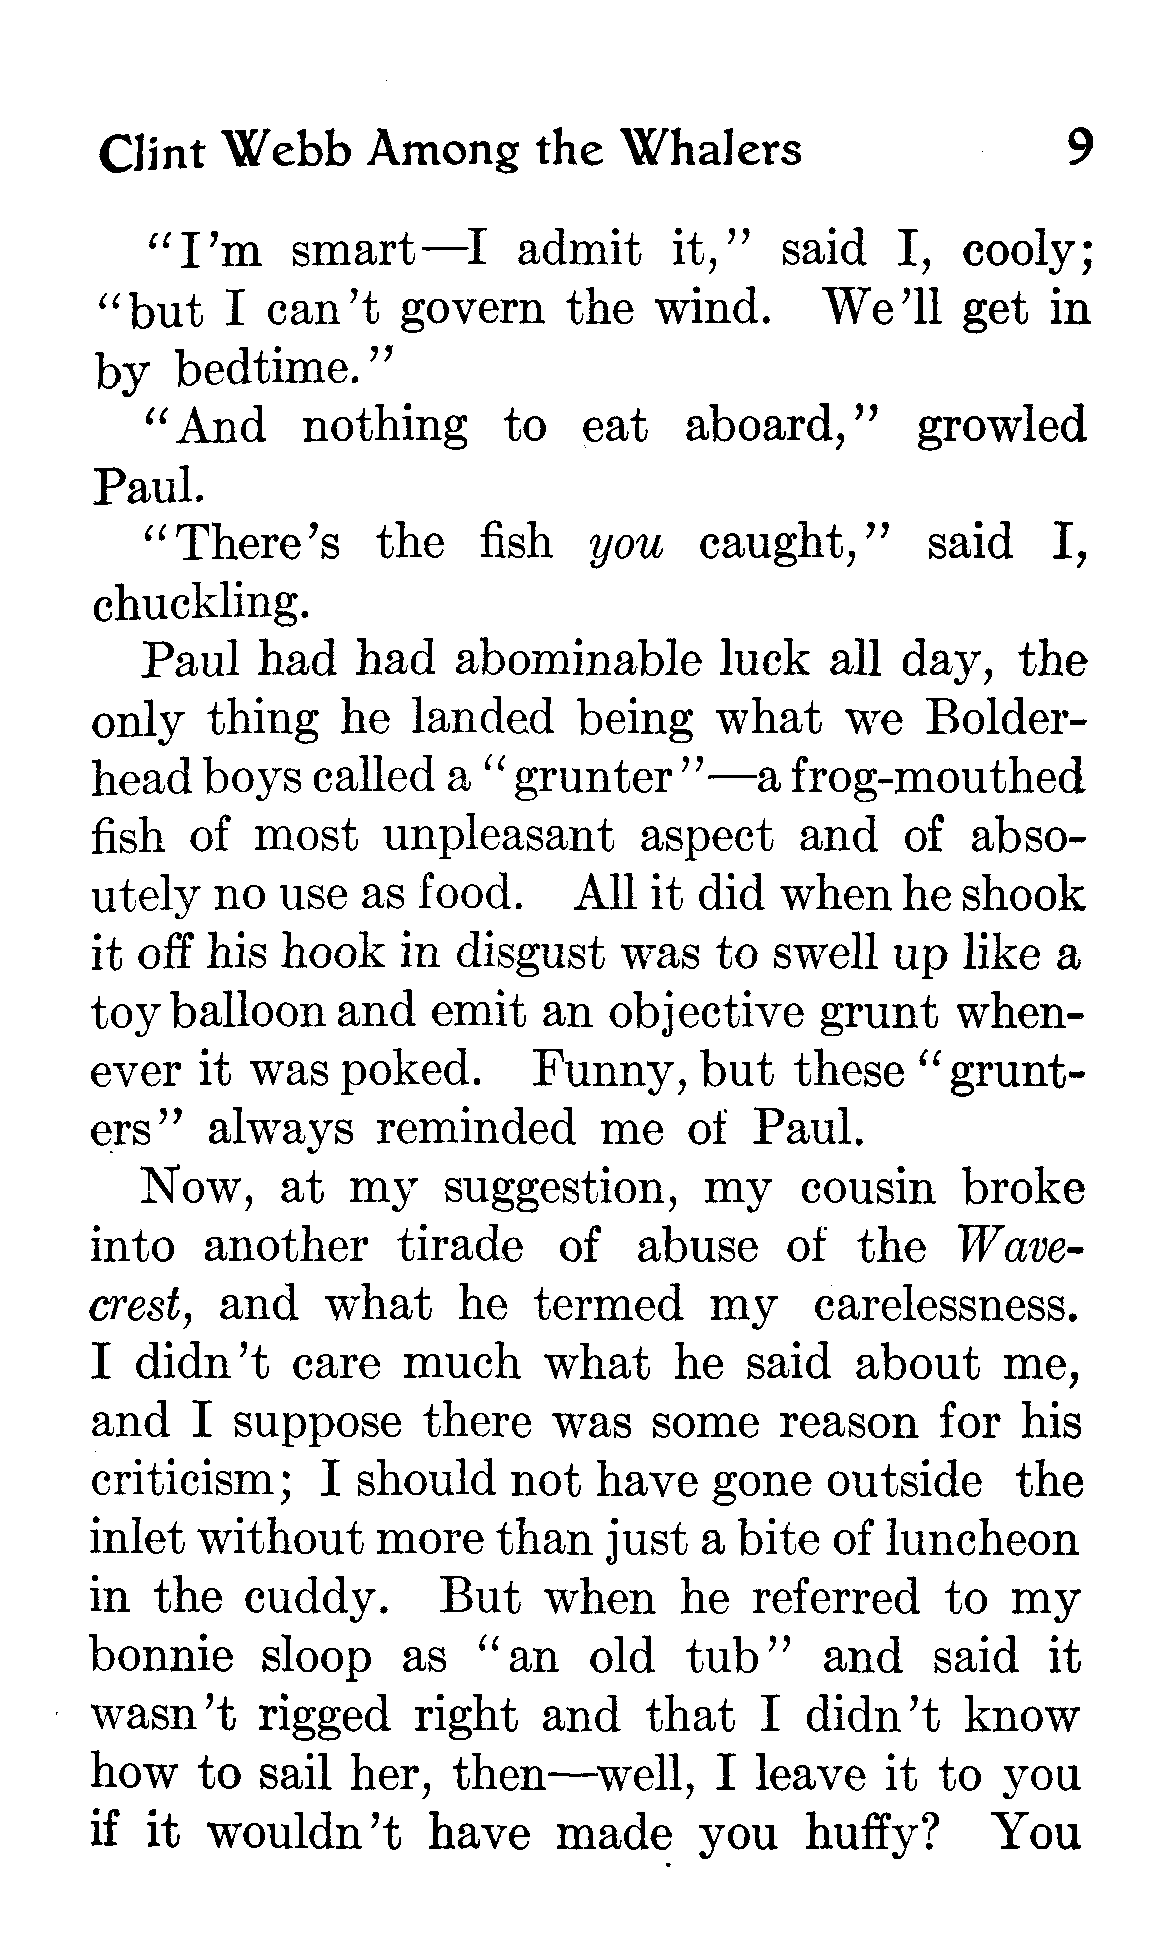 Clint Webb Among the Whalers 9
"I'm smart—I admit it," said I, cooly;
"but I can't govern the wind. We'll get in
by bedtime."
"And nothing to eat aboard," growled
Paul.
"There's the fish you caught," said I,
chuckling.
Paul had had abominable luck all day, the
only thing he landed being what we Bolder-
head boys called a "grunter"—a frog-mouthed
fish of most unpleasant aspect and of abso-
utely no use as food. All it did when he shook
it off his hook in disgust was to swell up like a
toy balloon and emit an objective grunt when-
ever it was poked. Funny, but these "grunt-
ers" always reminded me of Paul.
Now, at my suggestion, my cousin broke
into another tirade of abuse of the Wave-
crest, and what he termed my carelessness.
I didn't care much what he said about me,
and I suppose there was some reason for his
criticism; I should not have gone outside the
inlet without more than just a bite of luncheon
in the cuddy. But when he referred to my
bonnie sloop as "an old tub" and said it
wasn't rigged right and that I didn't know
how to sail her, then—well, I leave it to you
if it wouldn't have made you huffy? You